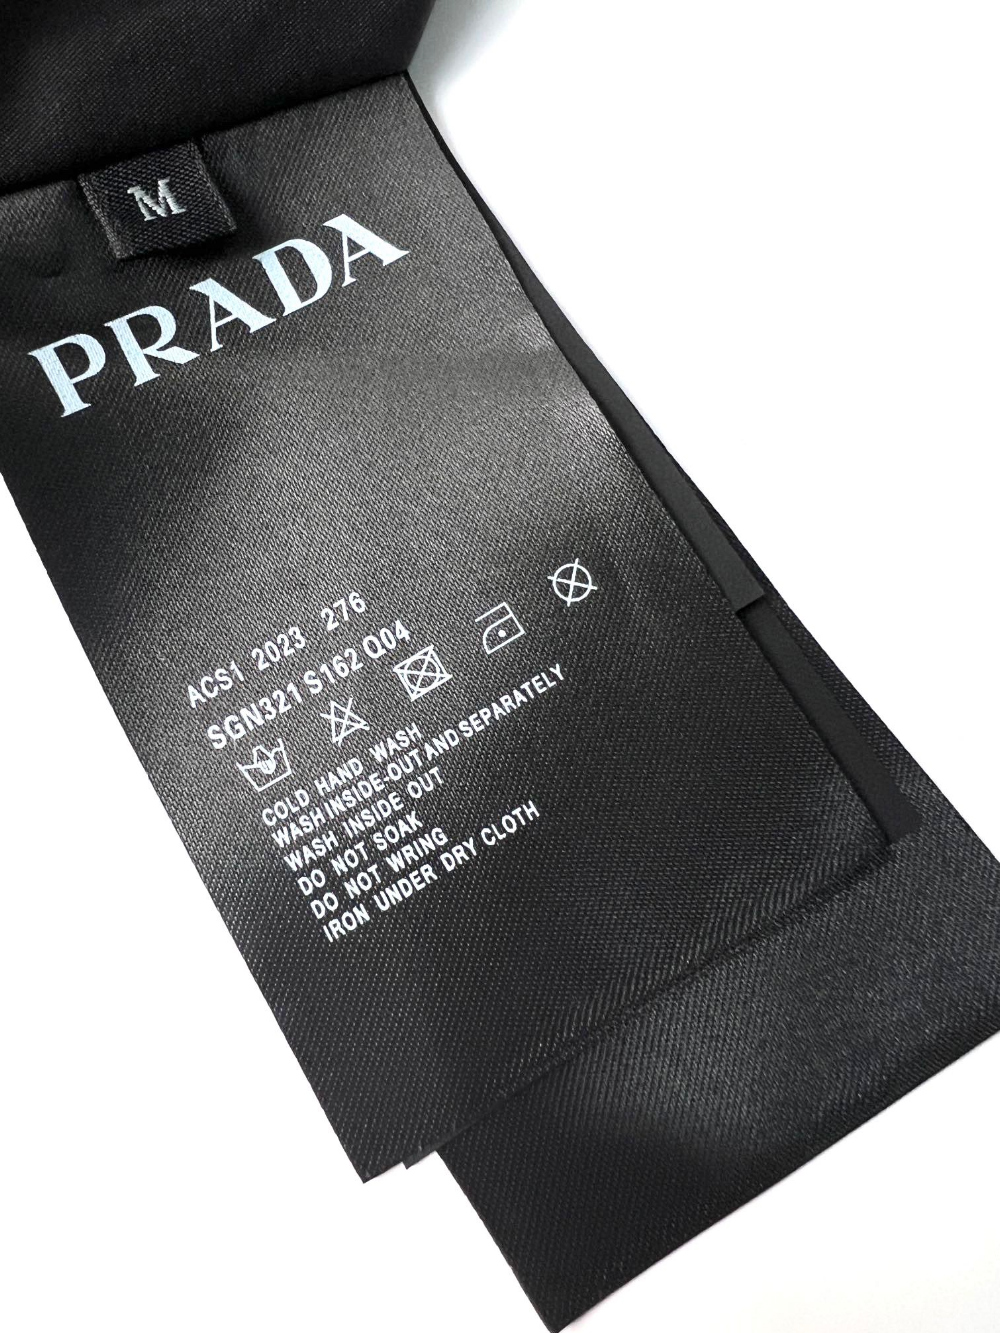 M
PRADA
ACS1 2023 276
SGN321 S162 Q04
COLD HAND WASH
WASH INSIDE-OUT AND SEPARATELY
WASH INSIDE OUT
DO NOT SOAK
DO NOT WRING
IRON UNDER DRY CLOTH